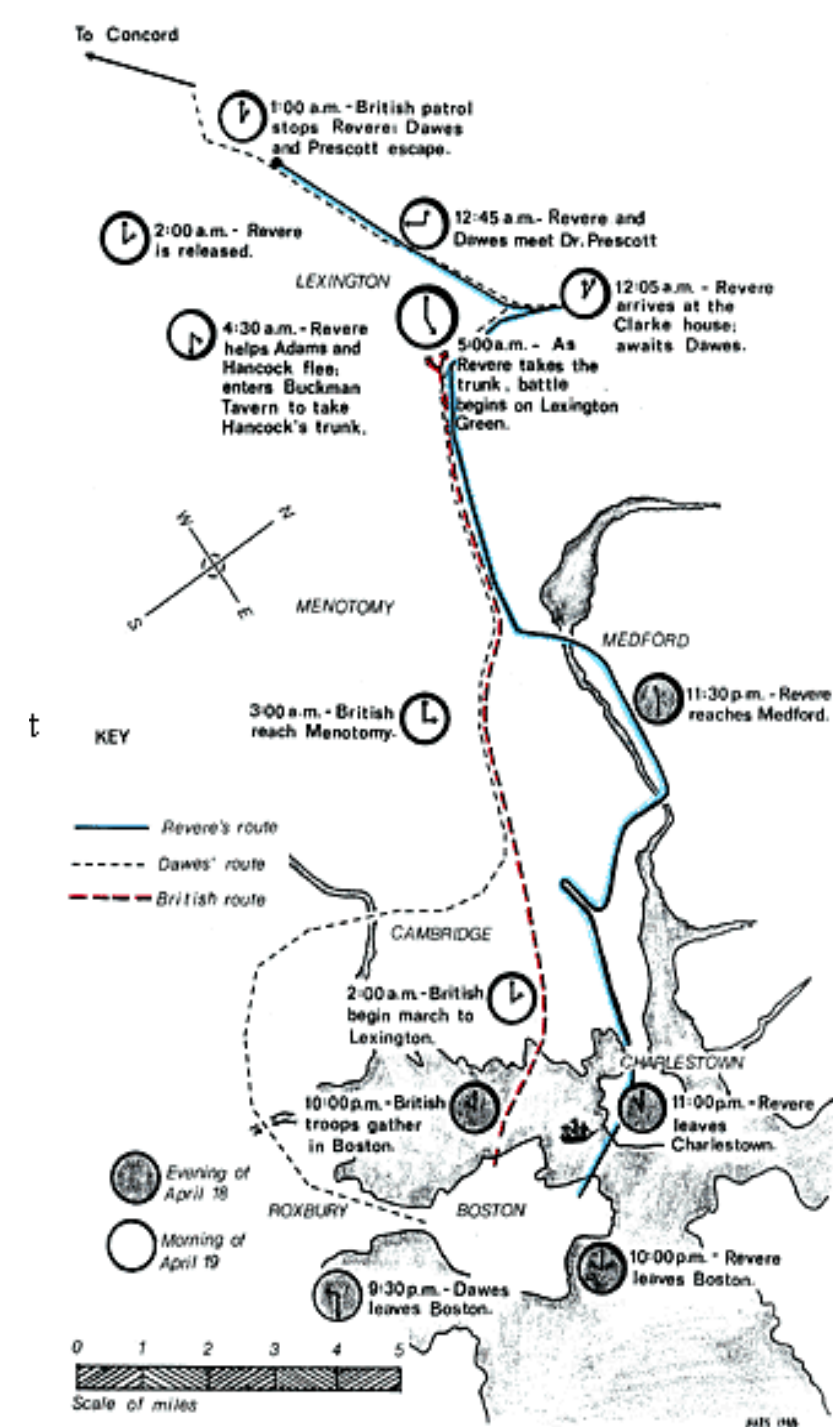 To Concord
1:00 a.m. - British patrol
stops Revere: Dawes
and Prescott escape.
2:00 a.m. - Revere
is released.
12:45 a.m. - Revere and
Dawes meet Dr. Prescott
LEXINGTON
12:05 a.m. - Revere
arrives at the
Clarke house;
awaits Dawes.
4:30 a.m. - Revere
helps Adams and
Hancock flee;
enters Buckman
Tavern to take
Hancock's trunk.
5:00 a.m. - As
Revere takes the
trunk, battle
begins on Lexington
Green.
W
N
S
E
MENOTOMY
MEDFORD
11:30 p.m. - Revere
reaches Medford.
3:00 a.m. - British
reach Menotomy.
t
KEY
Revere's route
Dawes' route
British route
CAMBRIDGE
2:00 a.m. - British
begin march to
Lexington.
CHARLESTOWN
10:00 p.m. - British
troops gather
in Boston.
11:00 p.m. - Revere
leaves
Charlestown.
Evening of
April 18
ROXBURY
BOSTON
Morning of
April 19
10:00 p.m. - Revere
leaves Boston.
9:30 p.m. - Dawes
leaves Boston.
0 1 2 3 4 5
Scale of miles